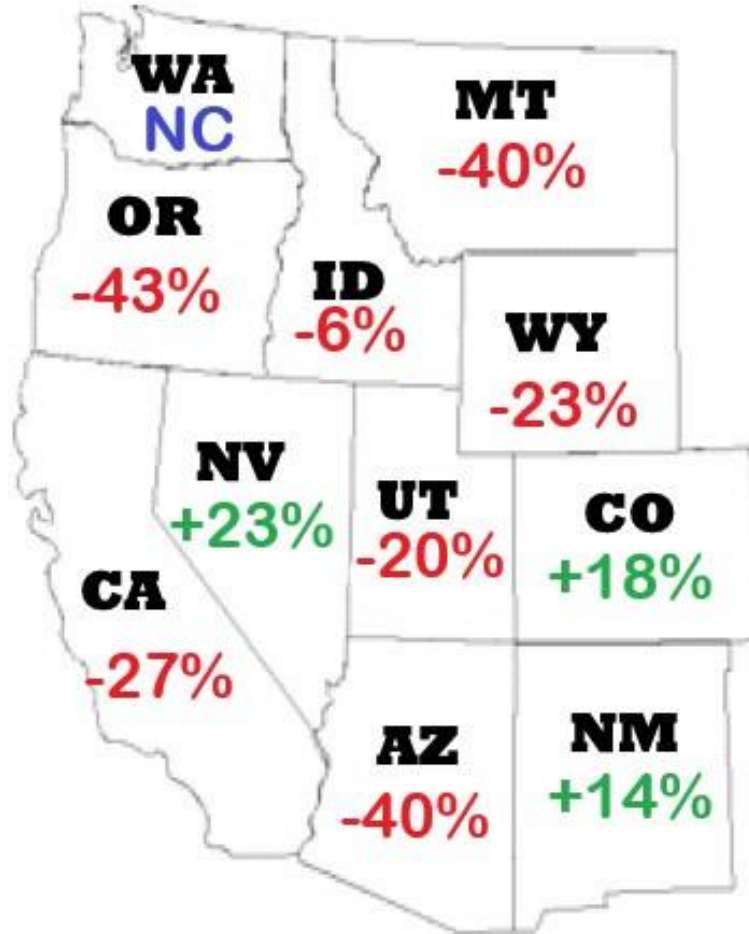 WA
NC
MT
-40%
OR
-43%
ID
-6%
WY
-23%
NV
+23%
UT
-20%
CO
+18%
CA
-27%
AZ
-40%
NM
+14%